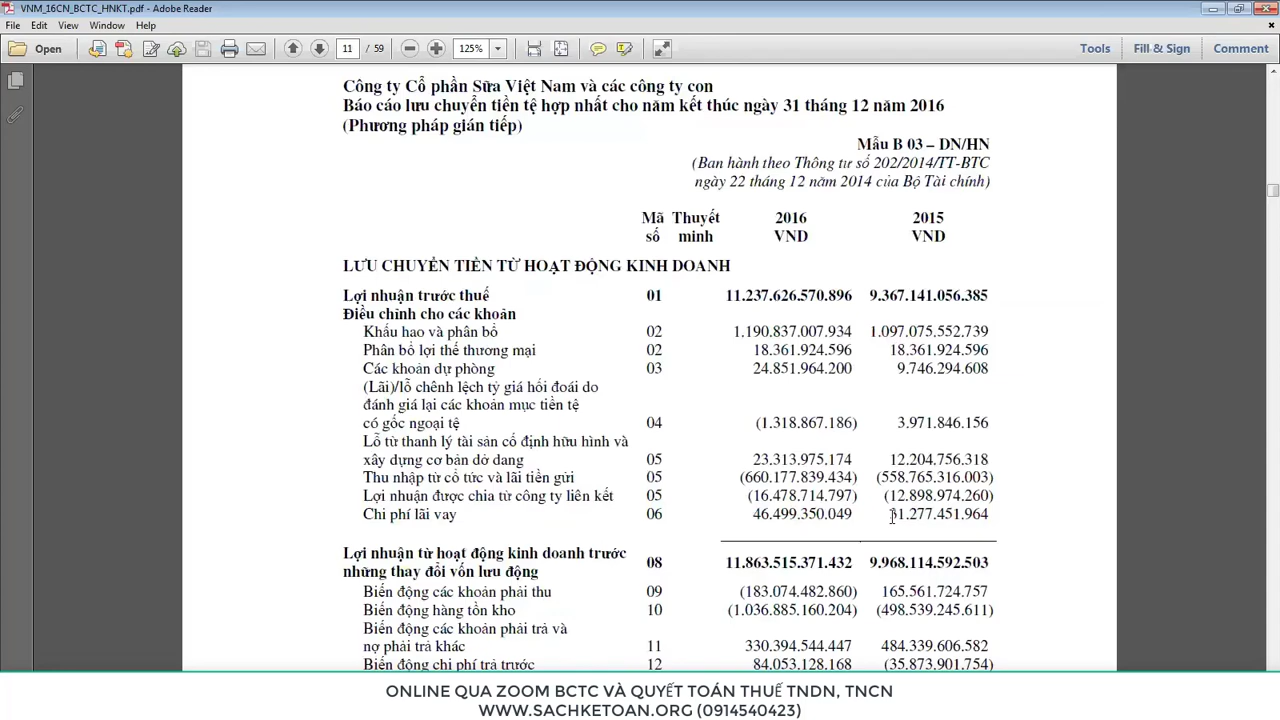 VNM_16CN_BCTC_HNKT.pdf - Adobe Reader
File Edit View Window Help
Open 11 / 59 125% Tools Fill & Sign Comment
Công ty Cổ phần Sữa Việt Nam và các công ty con
Báo cáo lưu chuyển tiền tệ hợp nhất cho năm kết thúc ngày 31 tháng 12 năm 2016
(Phương pháp gián tiếp)
Mẫu B 03 – DN/HN
(Ban hành theo Thông tư số 202/2014/TT-BTC
ngày 22 tháng 12 năm 2014 của Bộ Tài chính)
Mã Thuyết 2016 2015
số minh VND VND
LƯU CHUYỂN TIỀN TỪ HOẠT ĐỘNG KINH DOANH
Lợi nhuận trước thuế 01 11.237.626.570.896 9.367.141.056.385
Điều chỉnh cho các khoản
Khấu hao và phân bổ 02 1.190.837.007.934 1.097.075.552.739
Phân bổ lợi thế thương mại 02 18.361.924.596 18.361.924.596
Các khoản dự phòng 03 24.851.964.200 9.746.294.608
(Lãi)/lỗ chênh lệch tỷ giá hối đoái do
đánh giá lại các khoản mục tiền tệ
có gốc ngoại tệ 04 (1.318.867.186) 3.971.846.156
Lỗ từ thanh lý tài sản cố định hữu hình và
xây dựng cơ bản dở dang 05 23.313.975.174 12.204.756.318
Thu nhập từ cổ tức và lãi tiền gửi 05 (660.177.839.434) (558.765.316.003)
Lợi nhuận được chia từ công ty liên kết 05 (16.478.714.797) (12.898.974.260)
Chi phí lãi vay 06 46.499.350.049 31.277.451.964
Lợi nhuận từ hoạt động kinh doanh trước
những thay đổi vốn lưu động 08 11.863.515.371.432 9.968.114.592.503
Biến động các khoản phải thu 09 (183.074.482.860) 165.561.724.757
Biến động hàng tồn kho 10 (1.036.885.160.204) (498.539.245.611)
Biến động các khoản phải trả và
nợ phải trả khác 11 330.394.544.447 484.339.606.582
Biến động chi phí trả trước 12 84.053.128.168 (35.873.901.754)
ONLINE QUA ZOOM BCTC VÀ QUYẾT TOÁN THUẾ TNDN, TNCN
WWW.SACHKETOAN.ORG (0914540423)